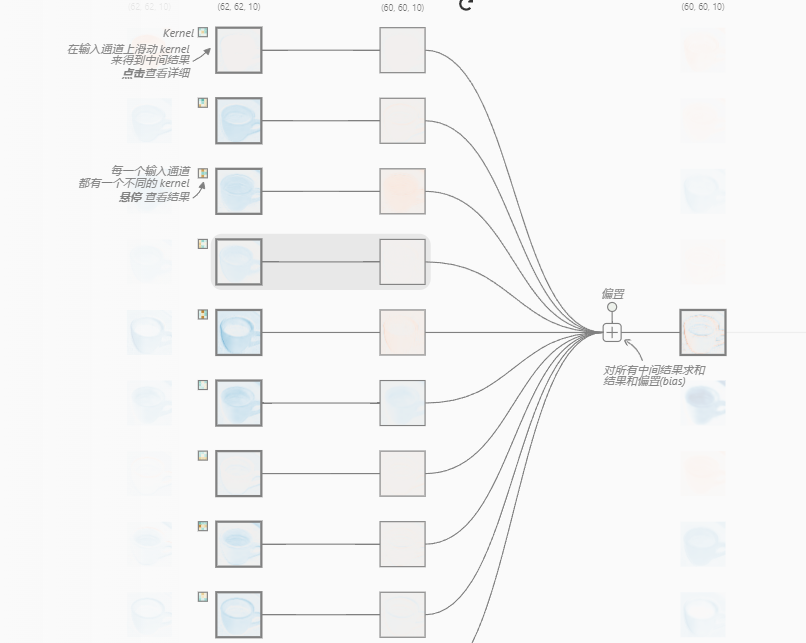 (62, 62, 10)
(62, 62, 10)
(60, 60, 10)
(60, 60, 10)
Kernel
在输入通道上滑动 kernel
来得到中间结果
点击查看详细
每一个输入通道
都有一个不同的 kernel
悬停 查看结果
偏置
对所有中间结果求和
结果和偏置(bias)